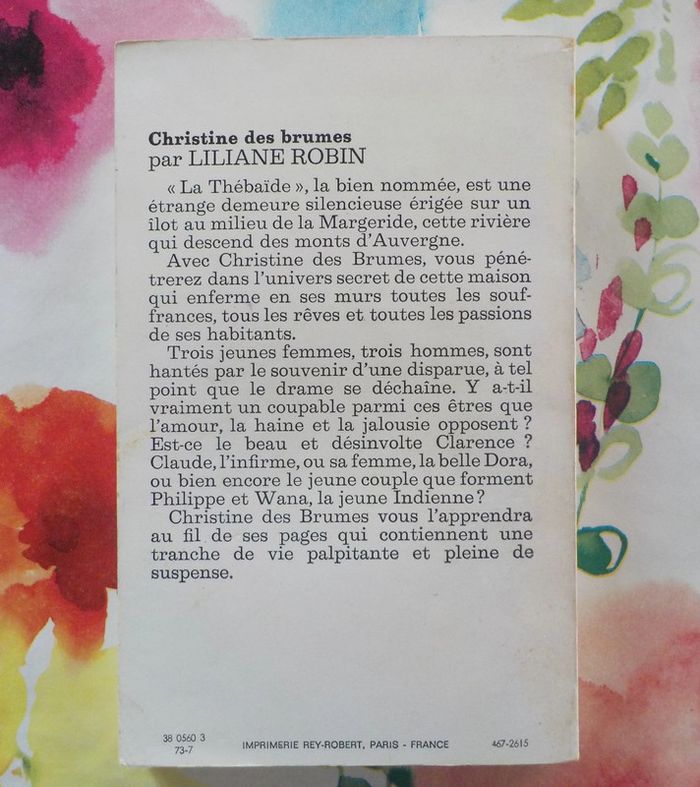 Christine des brumes
par LILIANE ROBIN
« La Thébaïde », la bien nommée, est une
étrange demeure silencieuse érigée sur un
îlot au milieu de la Margeride, cette rivière
qui descend des monts d'Auvergne.
Avec Christine des Brumes, vous péné-
trerez dans l'univers secret de cette maison
qui enferme en ses murs toutes les souf-
frances, tous les rêves et toutes les passions
de ses habitants.
Trois jeunes femmes, trois hommes, sont
hantés par le souvenir d'une disparue, à tel
point que le drame se déchaîne. Y a-t-il
vraiment un coupable parmi ces êtres que
l'amour, la haine et la jalousie opposent ?
Est-ce le beau et désinvolte Clarence ?
Claude, l'infirme, ou sa femme, la belle Dora,
ou bien encore le jeune couple que forment
Philippe et Wana, la jeune Indienne ?
Christine des Brumes vous l'apprendra
au fil de ses pages qui contiennent une
tranche de vie palpitante et pleine de
suspense.
38 0560 3
73-7
IMPRIMERIE REY-ROBERT, PARIS - FRANCE
467-2615